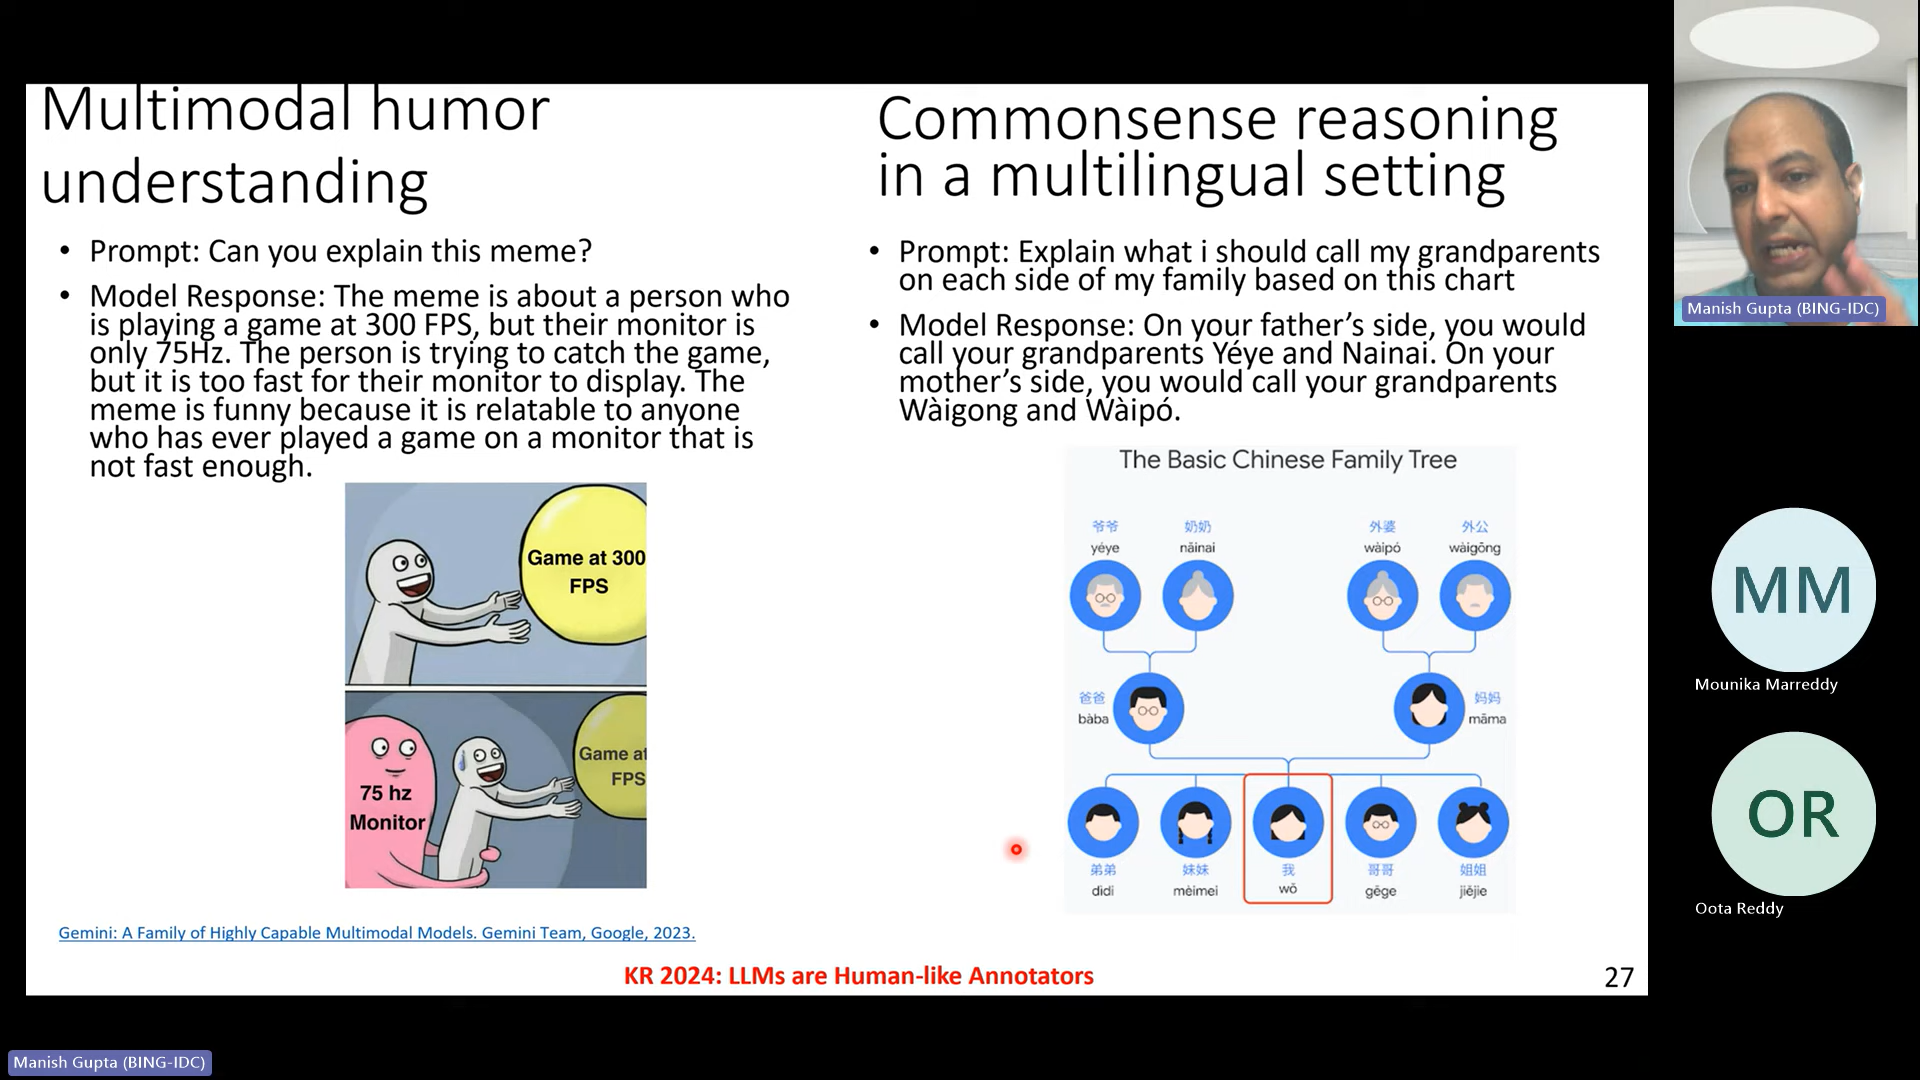 Multimodal humor
understanding
• Prompt: Can you explain this meme?
• Model Response: The meme is about a person who
is playing a game at 300 FPS, but their monitor is
only 75Hz. The person is trying to catch the game,
but it is too fast for their monitor to display. The
meme is funny because it is relatable to anyone
who has ever played a game on a monitor that is
not fast enough.
Game at 300
FPS
Game at
FPS
75 hz
Monitor
Gemini: A Family of Highly Capable Multimodal Models. Gemini Team, Google, 2023.
Commonsense reasoning
in a multilingual setting
• Prompt: Explain what i should call my grandparents
on each side of my family based on this chart
• Model Response: On your father’s side, you would
call your grandparents Yéye and Nainai. On your
mother’s side, you would call your grandparents
Wàigong and Wàipó.
The Basic Chinese Family Tree
爷爷 奶奶 外婆 外公
yéye năinai wàipó wàigōng
爸爸 妈妈
bàba māma
弟弟 妹妹 我 哥哥 姐姐
dìdi mèimei wǒ gēge jiějie
KR 2024: LLMs are Human-like Annotators
27
Manish Gupta (BING-IDC)
MM
Mounika Marreddy
OR
Oota Reddy
Manish Gupta (BING-IDC)